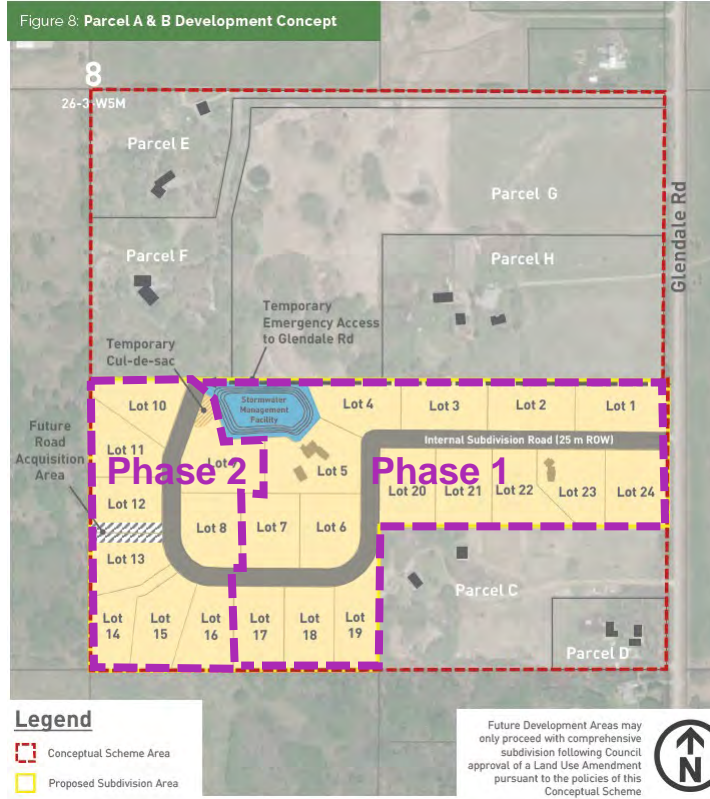 Figure 8: Parcel A & B Development Concept
8
26-3-W5M
Parcel E
Parcel G
Glendale Rd
Parcel F
Parcel H
Temporary
Emergency Access
to Glendale Rd
Temporary
Cul-de-sac
Stormwater
Management
Facility
Lot 10
Lot 4
Lot 3
Lot 2
Lot 1
Future
Road
Acquisition
Area
Internal Subdivision Road (25 m ROW)
Lot 11
Phase 2
Lot 5
Phase 1
Lot 20
Lot 21
Lot 22
Lot 23
Lot 24
Lot 12
Lot 8
Lot 7
Lot 6
Lot 13
Parcel C
Lot
14
Lot
15
Lot
16
Lot
17
Lot
18
Lot
19
Parcel D
Legend
Conceptual Scheme Area
Proposed Subdivision Area
Future Development Areas may
only proceed with comprehensive
subdivision following Council
approval of a Land Use Amendment
pursuant to the policies of this
Conceptual Scheme
N